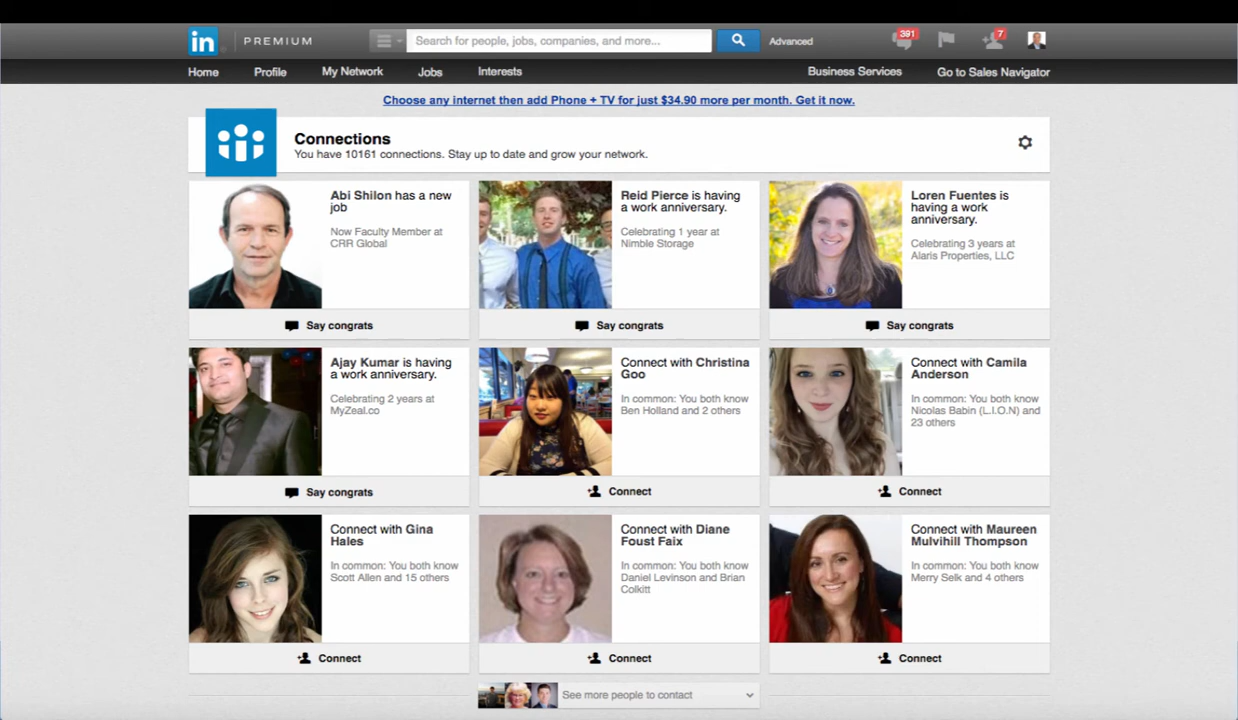 in PREMIUM
Search for people, jobs, companies, and more...
Advanced
391
7
Home Profile My Network Jobs Interests Business Services Go to Sales Navigator
Choose any internet then add Phone + TV for just $34.90 more per month. Get it now.
Connections
You have 10161 connections. Stay up to date and grow your network.
Abi Shilon has a new
job
Now Faculty Member at
CRR Global
Say congrats
Reid Pierce is having
a work anniversary.
Celebrating 1 year at
Nimble Storage
Say congrats
Loren Fuentes is
having a work
anniversary.
Celebrating 3 years at
Alaris Properties, LLC
Say congrats
Ajay Kumar is having
a work anniversary.
Celebrating 2 years at
MyZeal.co
Say congrats
Connect with Christina
Goo
In common: You both know
Ben Holland and 2 others
Connect
Connect with Camila
Anderson
In common: You both know
Nicolas Babin (L.I.O.N) and
23 others
Connect
Connect with Gina
Hales
In common: You both know
Scott Allen and 15 others
Connect
Connect with Diane
Foust Faix
In common: You both know
Daniel Levinson and Brian
Colkitt
Connect
Connect with Maureen
Mulvihill Thompson
In common: You both know
Merry Selk and 4 others
Connect
See more people to contact